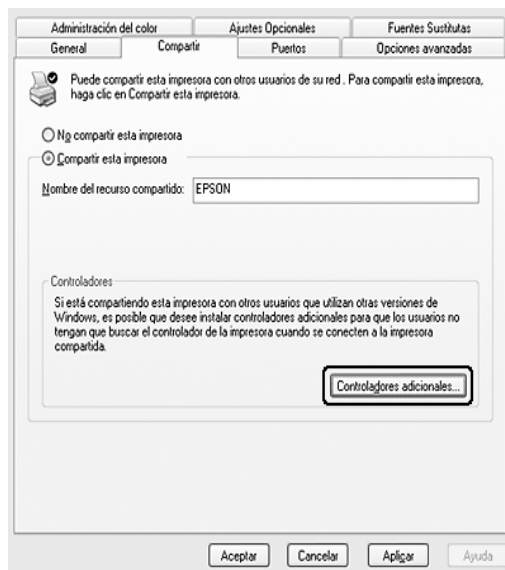 Administración del color
Ajustes Opcionales
Fuentes Sustitutas
General
Compartir
Puertos
Opciones avanzadas
Puede compartir esta impresora con otros usuarios de su red . Para compartir esta impresora,
haga clic en Compartir esta impresora.
No compartir esta impresora
Compartir esta impresora
Nombre del recurso compartido: EPSON
Controladores
Si está compartiendo esta impresora con otros usuarios que utilizan otras versiones de
Windows, es posible que desee instalar controladores adicionales para que los usuarios no
tengan que buscar el controlador de la impresora cuando se conecten a la impresora
compartida.
Controladores adicionales...
Aceptar
Cancelar
Aplicar
Ayuda